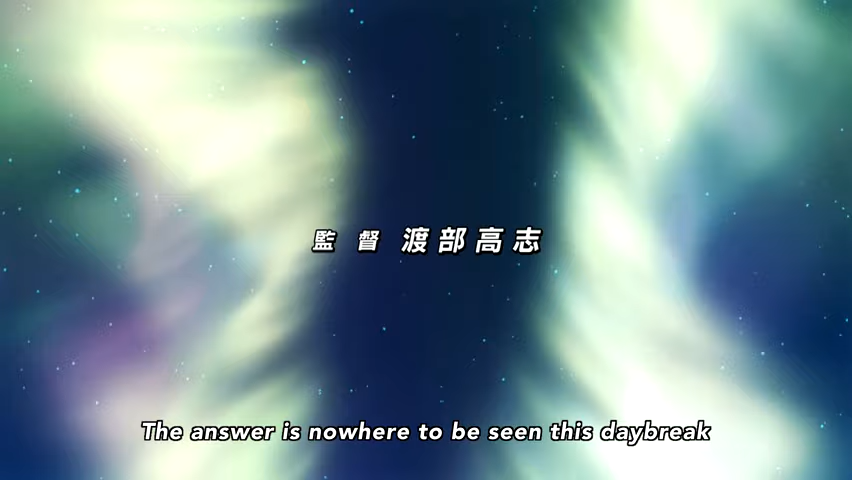 監督 渡部高志
The answer is nowhere to be seen this daybreak